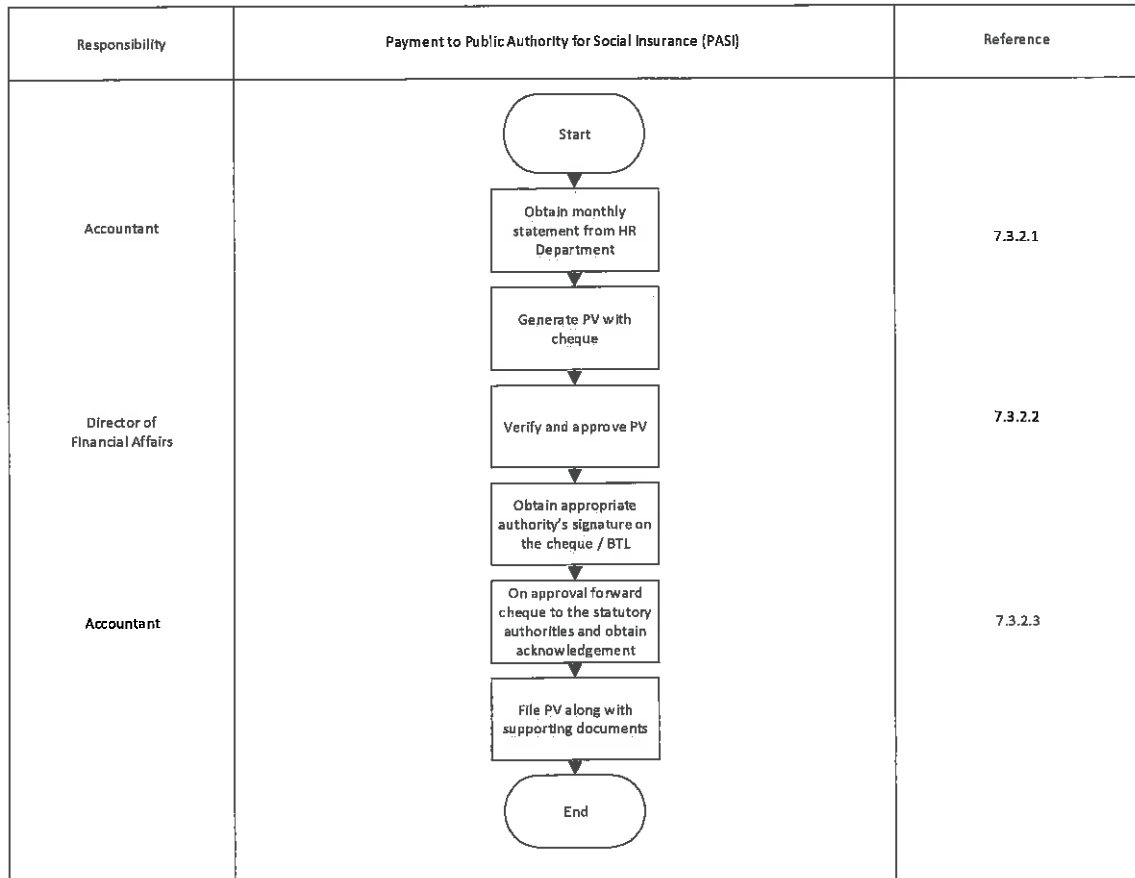 Responsibility
Payment to Public Authority for Social Insurance (PASI)
Reference
Start
Accountant
Obtain monthly
statement from HR
Department
7.3.2.1
Generate PV with
cheque
Director of
Financial Affairs
Verify and approve PV
7.3.2.2
Obtain appropriate
authority's signature on
the cheque / BTL
Accountant
On approval forward
cheque to the statutory
authorities and obtain
acknowledgement
7.3.2.3
File PV along with
supporting documents
End